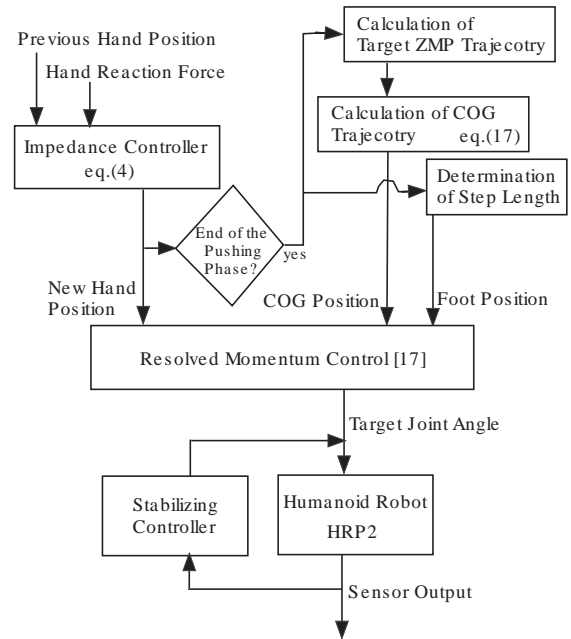 Previous Hand Position
Hand Reaction Force
Impedance Controller
eq.(4)
Calculation of
Target ZMP Trajecotry
Calculation of COG
Trajecotry eq.(17)
Determination
of Step Length
End of the
Pushing
Phase?
yes
New Hand
Position
COG Position
Foot Position
Resolved Momentum Control [17]
Target Joint Angle
Stabilizing
Controller
Humanoid Robot
HRP2
Sensor Output